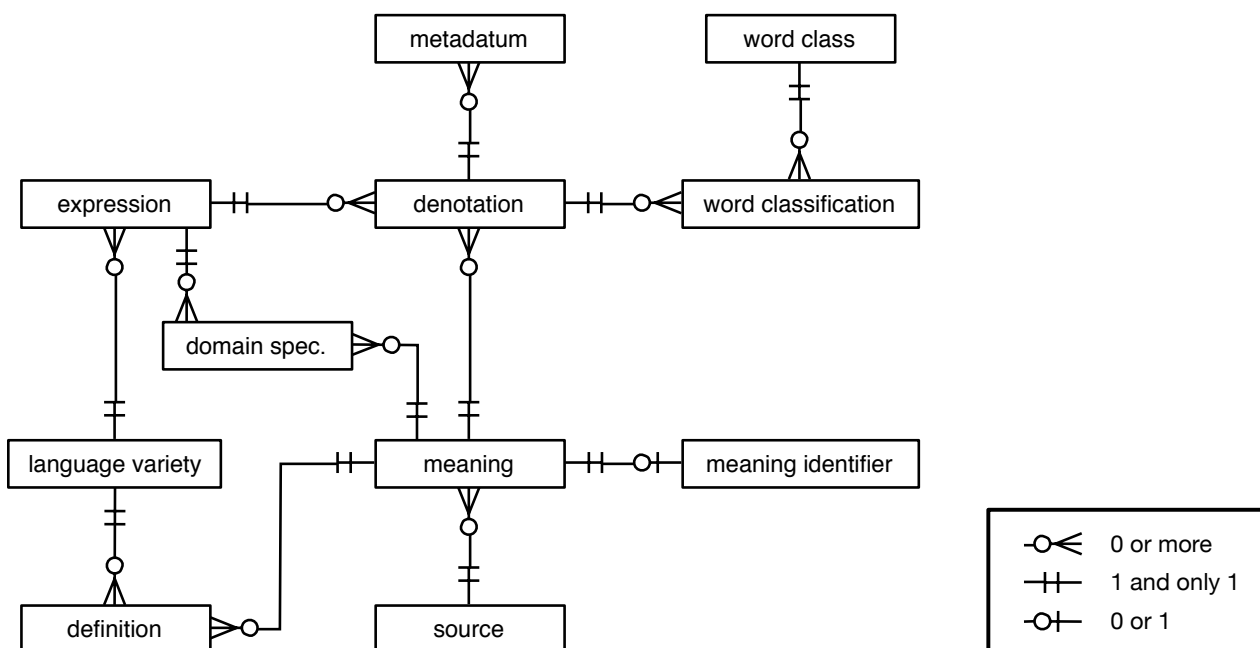 metadatum
word class
expression
denotation
word classification
domain spec.
language variety
meaning
meaning identifier
definition
source
0 or more
1 and only 1
0 or 1